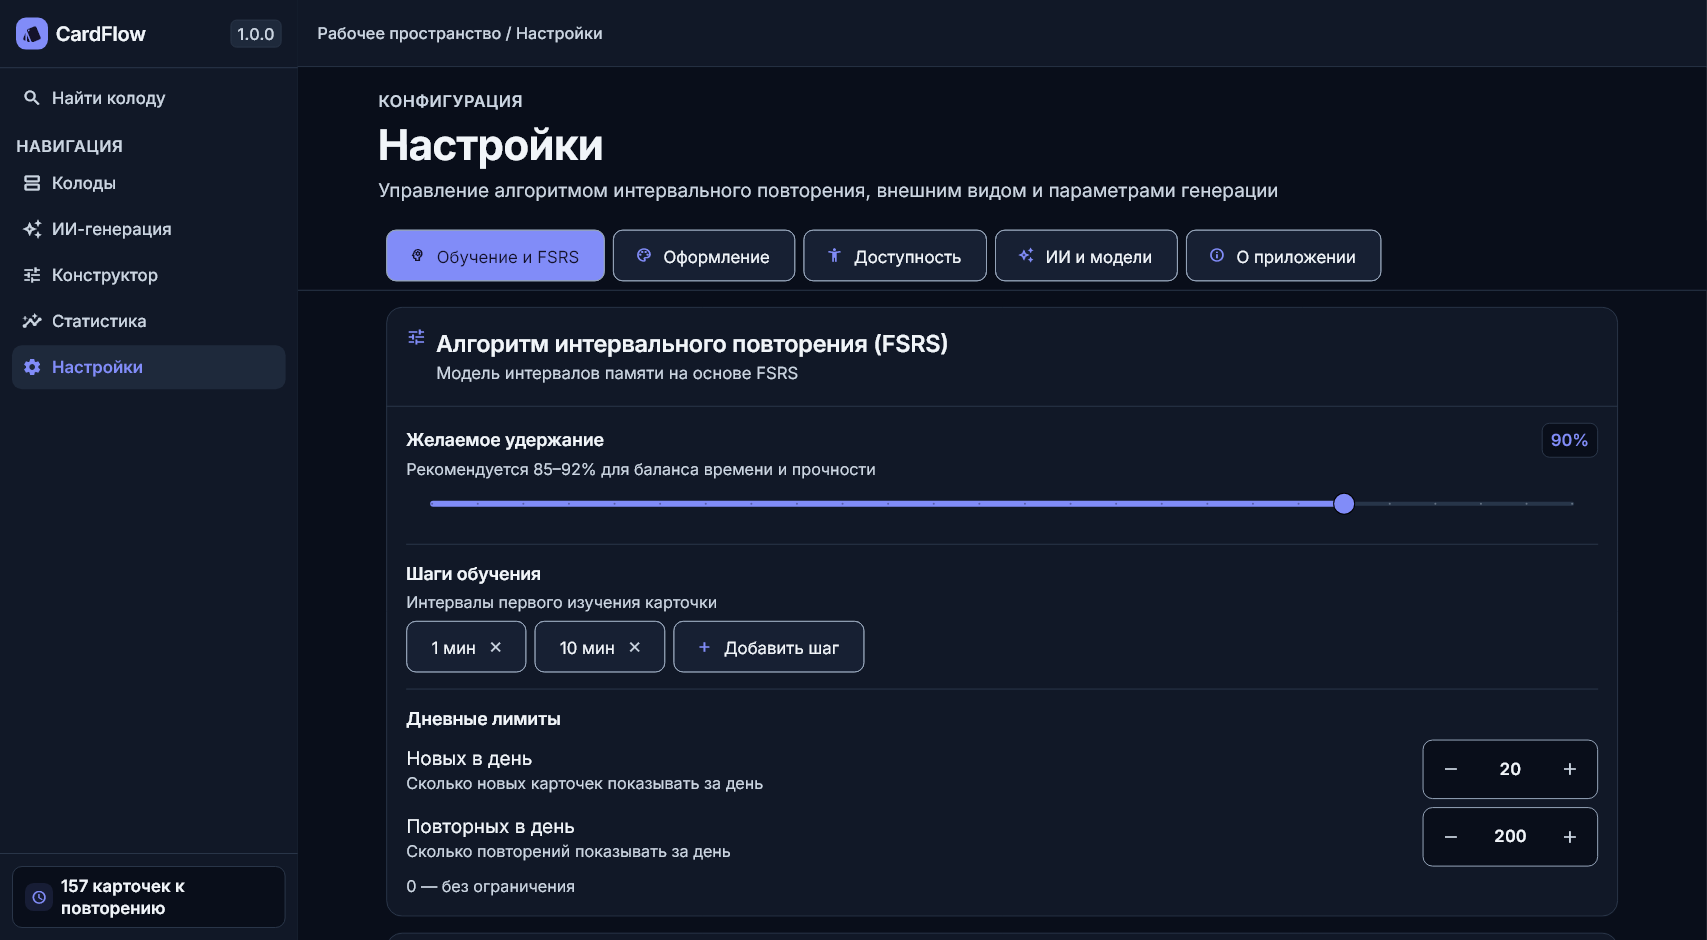 CardFlow
1.0.0
Найти колоду
НАВИГАЦИЯ
Колоды
ИИ-генерация
Конструктор
Статистика
Настройки
157 карточек к
повторению
Рабочее пространство / Настройки
КОНФИГУРАЦИЯ
Настройки
Управление алгоритмом интервального повторения, внешним видом и параметрами генерации
Обучение и FSRS
Оформление
Доступность
ИИ и модели
О приложении
Алгоритм интервального повторения (FSRS)
Модель интервалов памяти на основе FSRS
Желаемое удержание
90%
Рекомендуется 85–92% для баланса времени и прочности
Шаги обучения
Интервалы первого изучения карточки
1 мин ×
10 мин ×
+ Добавить шаг
Дневные лимиты
Новых в день
Сколько новых карточек показывать за день
− 20 +
Повторных в день
Сколько повторений показывать за день
− 200 +
0 — без ограничения